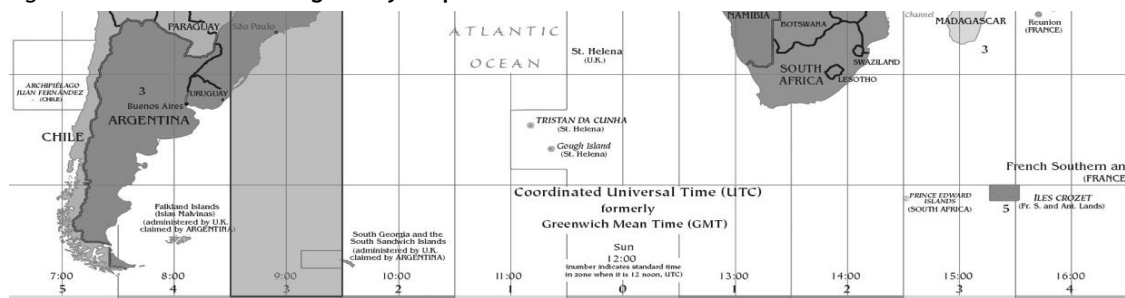 PARAGUAY
São Paulo
ATLANTIC
OCEAN
St. Helena
(U.K.)
NAMIBIA
BOTSWANA
Channel
MADAGASCAR
3
Reunion
(FRANCE)
SOUTH
AFRICA
SWAZILAND
LESOTHO
ARCHIPIÉLAGO
JUAN FERNÁNDEZ
(CHILE)
3
URUGUAY
Buenos Aires
ARGENTINA
CHILE
TRISTAN DA CUNHA
(St. Helena)
Gough Island
(St. Helena)
French Southern an
(FRANCE
Coordinated Universal Time (UTC)
formerly
Greenwich Mean Time (GMT)
PRINCE EDWARD
ISLANDS
(SOUTH AFRICA)
5
ÎLES CROZET
(Fr. S. and Ant. Lands)
Falkland Islands
(Islas Malvinas)
(administered by U.K.
claimed by ARGENTINA)
South Georgia and the
South Sandwich Islands
(administered by U.K.
claimed by ARGENTINA)
Sun
12:00
(number indicates standard time
in zone when it is 12 noon, UTC)
7:00 8:00 9:00 10:00 11:00 13:00 14:00 15:00 16:00
5 4 3 2 1 0 1 2 3 4